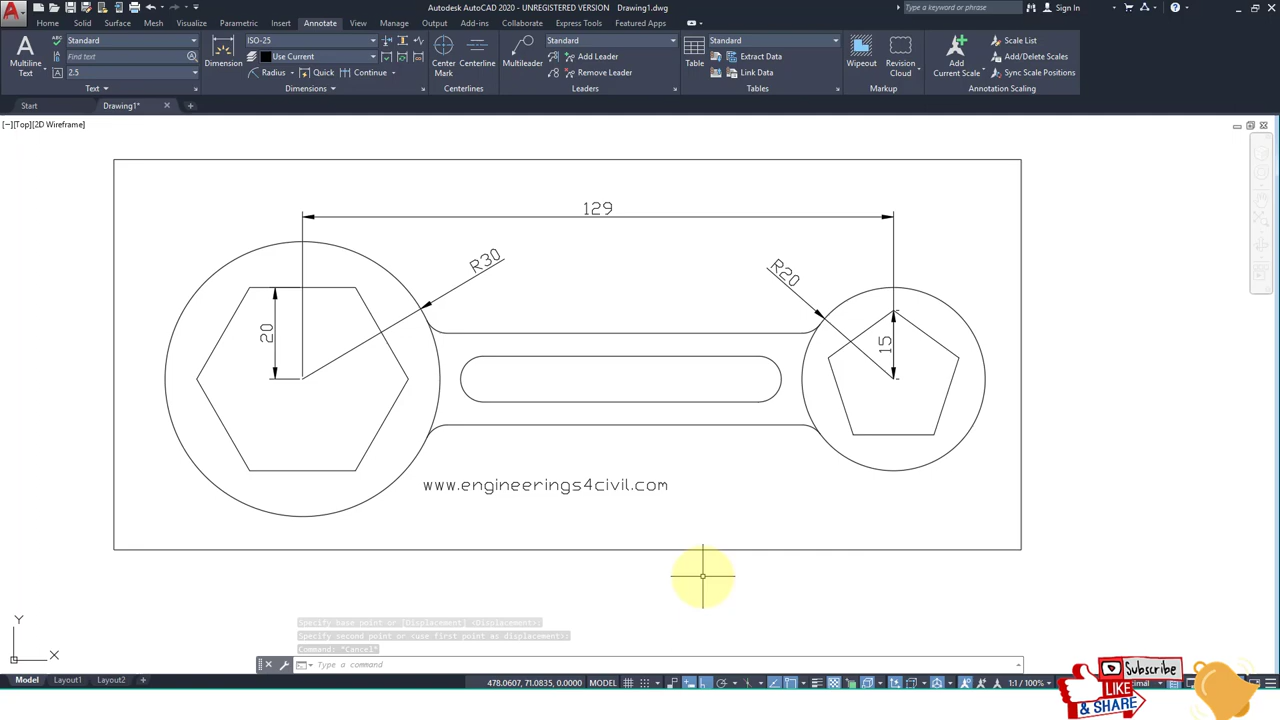 Autodesk AutoCAD 2020 - UNREGISTERED VERSION Drawing1.dwg
Type a keyword or phrase
Sign In
Home Solid Surface Mesh Visualize Parametric Insert Annotate View Manage Output Add-ins Collaborate Express Tools Featured Apps
Multiline
Text
Standard
Find text
2.5
Text
Dimension
ISO-25
Use Current
Radius Quick Continue
Dimensions
Center
Mark
Centerline
Centerlines
Multileader
Standard
Add Leader
Remove Leader
Leaders
Table
Standard
Extract Data
Link Data
Tables
Wipeout
Revision
Cloud
Markup
Add
Current Scale
Scale List
Add/Delete Scales
Sync Scale Positions
Annotation Scaling
Start Drawing1*
[−][Top][2D Wireframe]
129
R30
R20
20
15
www.engineerings4civil.com
Specify base point or [Displacement] <Displacement>:
Specify second point or <use first point as displacement>:
Command: *Cancel*
Type a command
Y
X
Model Layout1 Layout2
478.0607, 71.0835, 0.0000 MODEL
1:1 / 100%
Subscribe
LIKE
& SHARE